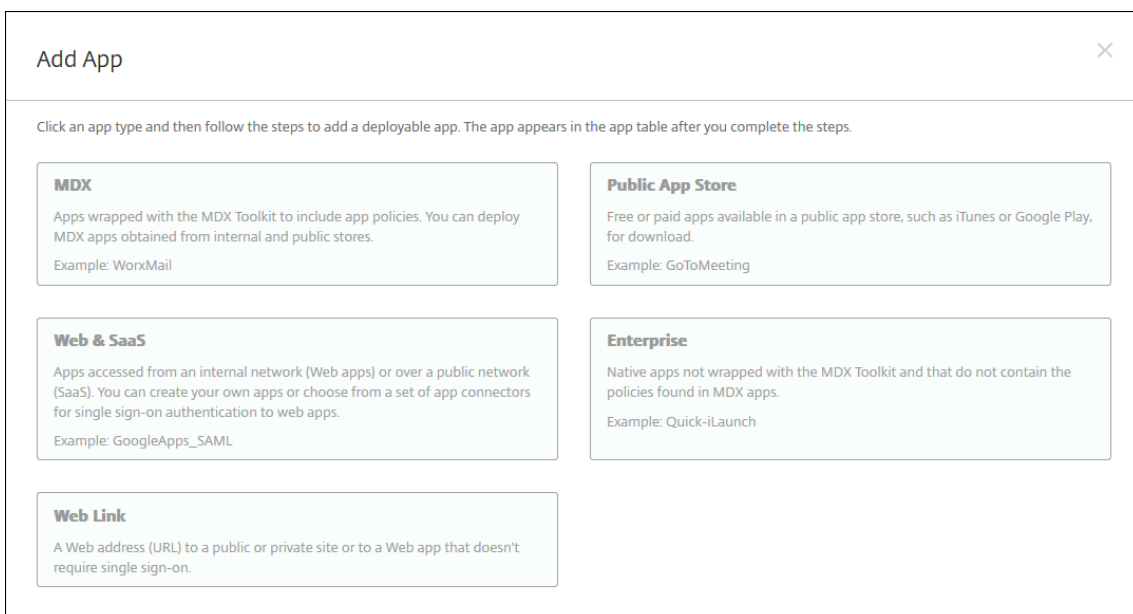 Add App
Click an app type and then follow the steps to add a deployable app. The app appears in the app table after you complete the steps.
MDX
Apps wrapped with the MDX Toolkit to include app policies. You can deploy
MDX apps obtained from internal and public stores.
Example: WorxMail
Public App Store
Free or paid apps available in a public app store, such as iTunes or Google Play,
for download.
Example: GoToMeeting
Web & SaaS
Apps accessed from an internal network (Web apps) or over a public network
(SaaS). You can create your own apps or choose from a set of app connectors
for single sign-on authentication to web apps.
Example: GoogleApps_SAML
Enterprise
Native apps not wrapped with the MDX Toolkit and that do not contain the
policies found in MDX apps.
Example: Quick-iLaunch
Web Link
A Web address (URL) to a public or private site or to a Web app that doesn't
require single sign-on.